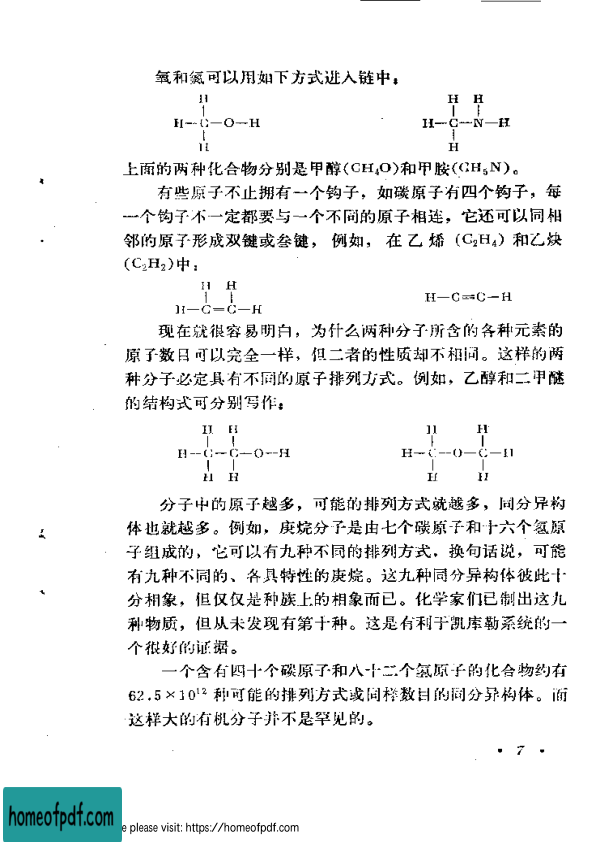 氧和氮可以用如下方式进入链中：
H H H
H—C—O—H H—C—N—H
H H
上面的两种化合物分别是甲醇(CH₄O)和甲胺(CH₅N)。
有些原子不止拥有一个钩子，如碳原子有四个钩子，每
一个钩子不一定都要与一个不同的原子相连，它还可以同相
邻的原子形成双键或叁键，例如，在乙烯(C₂H₄)和乙炔
(C₂H₂)中：
H H
H—C=C—H H—C≡C—H
现在就很容易明白，为什么两种分子所含的各种元素的
原子数目可以完全一样，但二者的性质却不相同。这样的两
种分子必定具有不同的原子排列方式。例如，乙醇和二甲醚
的结构式可分别写作：
H H H H
H—C—C—O—H H—C—O—C—H
H H H H
分子中的原子越多，可能的排列方式就越多，同分异构
体也就越多。例如，庚烷分子是由七个碳原子和十六个氢原
子组成的，它可以有九种不同的排列方式．换句话说，可能
有九种不同的、各具特性的庚烷。这九种同分异构体彼此十
分相象，但仅仅是种族上的相象而已。化学家们已制出这九
种物质，但从未发现有第十种。这是有利于凯库勒系统的一
个很好的证据。
一个含有四十个碳原子和八十二个氢原子的化合物约有
62.5×10¹² 种可能的排列方式或同样数目的同分异构体。而
这样大的有机分子并不是罕见的。
• 7 •
homeofpdf.com
e please visit: https://homeofpdf.com